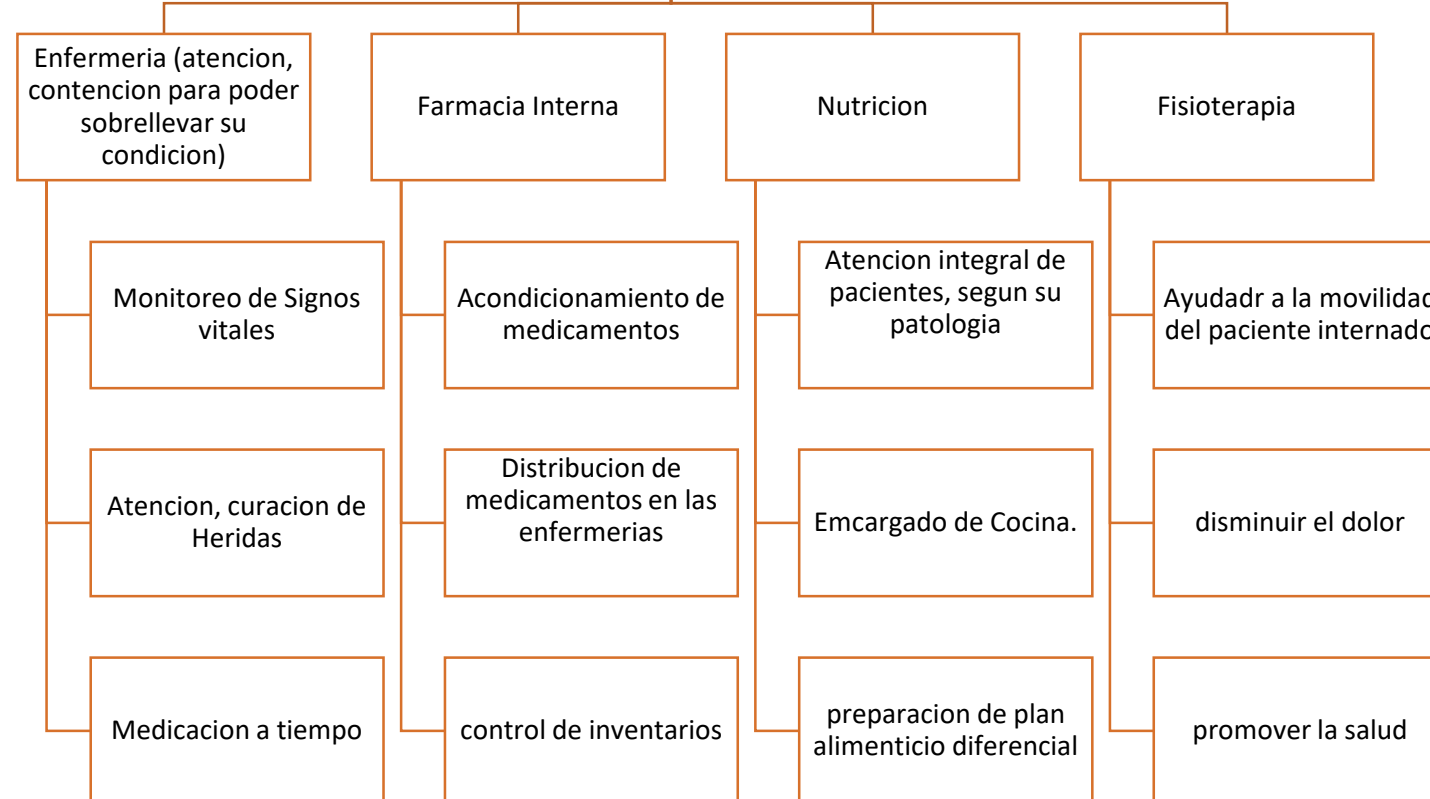 Enfermeria (atencion,
contencion para poder
sobrellevar su
condicion)
Monitoreo de Signos
vitales
Atencion, curacion de
Heridas
Medicacion a tiempo
Farmacia Interna
Acondicionamiento de
medicamentos
Distribucion de
medicamentos en las
enfermerias
control de inventarios
Nutricion
Atencion integral de
pacientes, segun su
patologia
Emcargado de Cocina.
preparacion de plan
alimenticio diferencial
Fisioterapia
Ayudadr a la movilidad
del paciente internado
disminuir el dolor
promover la salud